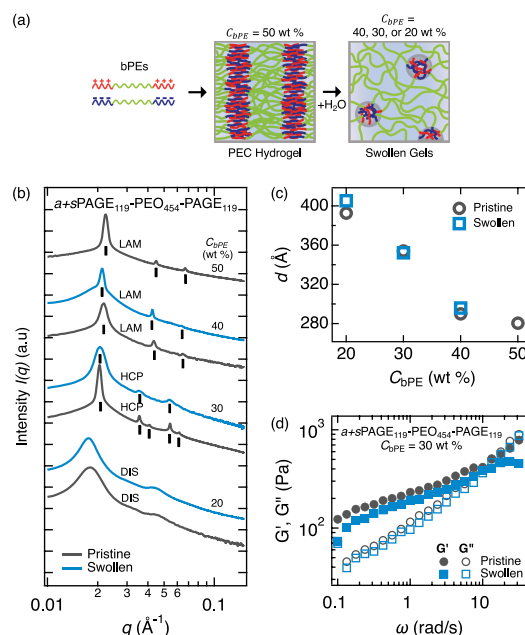 (a)
C_bPE = 50 wt %
C_bPE =
40, 30, or 20 wt %
bPEs
+++ +++
+H₂O
PEC Hydrogel
Swollen Gels
(b)
a+sPAGE₁₁₉-PEO₄₅₄-PAGE₁₁₉
C_bPE
(wt %)
LAM
50
LAM
40
LAM
HCP
30
HCP
DIS
20
DIS
Pristine
Swollen
Intensity I(q) (a.u)
0.01 2 3 4 5 6 0.1
q (Å⁻¹)
(c)
Pristine
Swollen
400
360
320
280
d (Å)
20 30 40 50
C_bPE (wt %)
(d)
a+sPAGE₁₁₉-PEO₄₅₄-PAGE₁₁₉
C_bPE = 30 wt %
10³
10²
G', G'' (Pa)
G' G''
Pristine
Swollen
0.1 1 10
ω (rad/s)